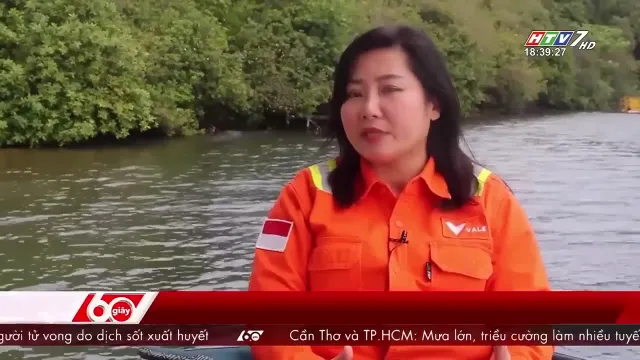 HTV7 HD
18:39:27
VALE
60 giây
người tử vong do dịch sốt xuất huyết 60 Cần Thơ và TP.HCM: Mưa lớn, triều cường làm nhiều tuyế